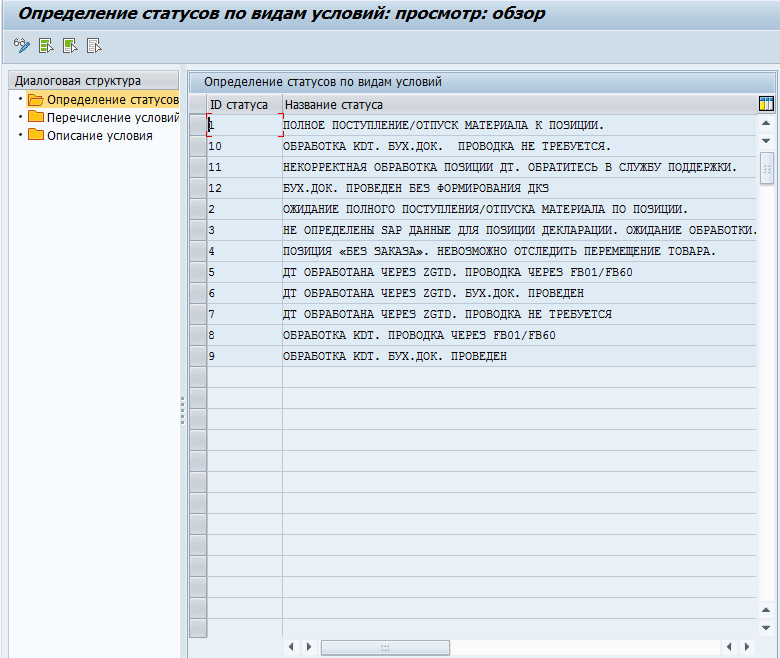 Определение статусов по видам условий: просмотр: обзор
Диалоговая структура
Определение статусов
Перечисление условий
Описание условия
Определение статусов по видам условий
ID статуса Название статуса
1 ПОЛНОЕ ПОСТУПЛЕНИЕ/ОТПУСК МАТЕРИАЛА К ПОЗИЦИИ.
10 ОБРАБОТКА KDT. БУХ.ДОК.  ПРОВОДКА НЕ ТРЕБУЕТСЯ.
11 НЕКОРРЕКТНАЯ ОБРАБОТКА ПОЗИЦИИ ДТ. ОБРАТИТЕСЬ В СЛУЖБУ ПОДДЕРЖКИ.
12 БУХ.ДОК. ПРОВЕДЕН БЕЗ ФОРМИРОВАНИЯ ДКЗ
2 ОЖИДАНИЕ ПОЛНОГО ПОСТУПЛЕНИЯ/ОТПУСКА МАТЕРИАЛА ПО ПОЗИЦИИ.
3 НЕ ОПРЕДЕЛЕНЫ SAP ДАННЫЕ ДЛЯ ПОЗИЦИИ ДЕКЛАРАЦИИ. ОЖИДАНИЕ ОБРАБОТКИ.
4 ПОЗИЦИЯ «БЕЗ ЗАКАЗА». НЕВОЗМОЖНО ОТСЛЕДИТЬ ПЕРЕМЕЩЕНИЕ ТОВАРА.
5 ДТ ОБРАБОТАНА ЧЕРЕЗ ZGTD. ПРОВОДКА ЧЕРЕЗ FB01/FB60
6 ДТ ОБРАБОТАНА ЧЕРЕЗ ZGTD. БУХ.ДОК. ПРОВЕДЕН
7 ДТ ОБРАБОТАНА ЧЕРЕЗ ZGTD. ПРОВОДКА НЕ ТРЕБУЕТСЯ
8 ОБРАБОТКА KDT. ПРОВОДКА ЧЕРЕЗ FB01/FB60
9 ОБРАБОТКА KDT. БУХ.ДОК. ПРОВЕДЕН